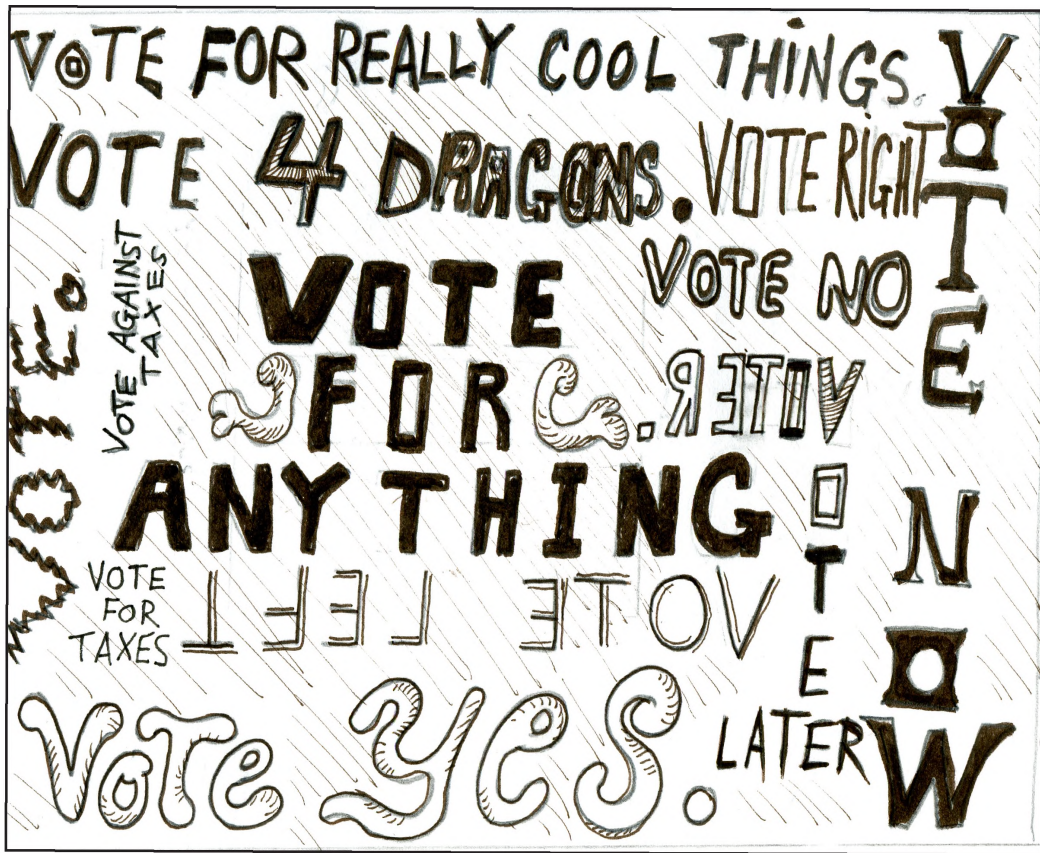 VOTE FOR REALLY COOL THINGS.
VOTE 4 DRAGONS.
VOTE RIGHT
VOTE NOW
VOTE.
VOTE AGAINST
TAXES
VOTE
FOR
ANYTHING
VOTE NO
VOTER.
VOTE
LATER
VOTE
FOR
TAXES
VOTE LEFT
VOTE YES.